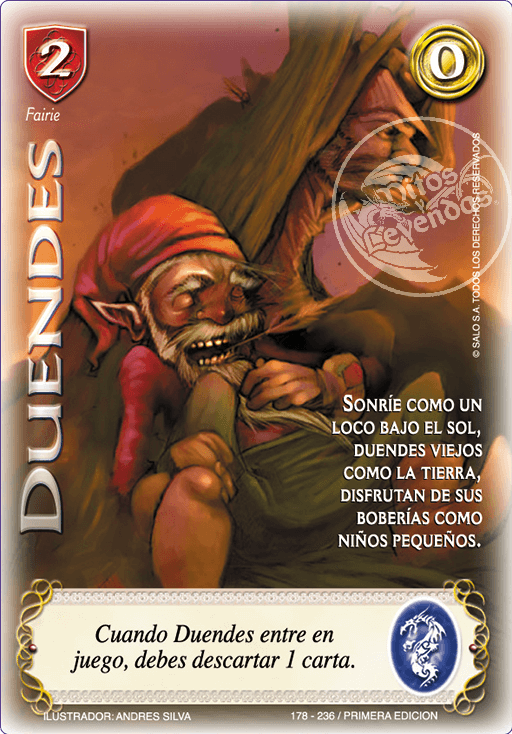 2
0
Fairie
DUENDES
mitos
y
Leyendas
© SALO S.A. TODOS LOS DERECHOS RESERVADOS
SONRÍE COMO UN
LOCO BAJO EL SOL,
DUENDES VIEJOS
COMO LA TIERRA,
DISFRUTAN DE SUS
BOBERÍAS COMO
NIÑOS PEQUEÑOS.
Cuando Duendes entre en
juego, debes descartar 1 carta.
ILUSTRADOR: ANDRES SILVA
178 - 236 / PRIMERA EDICION